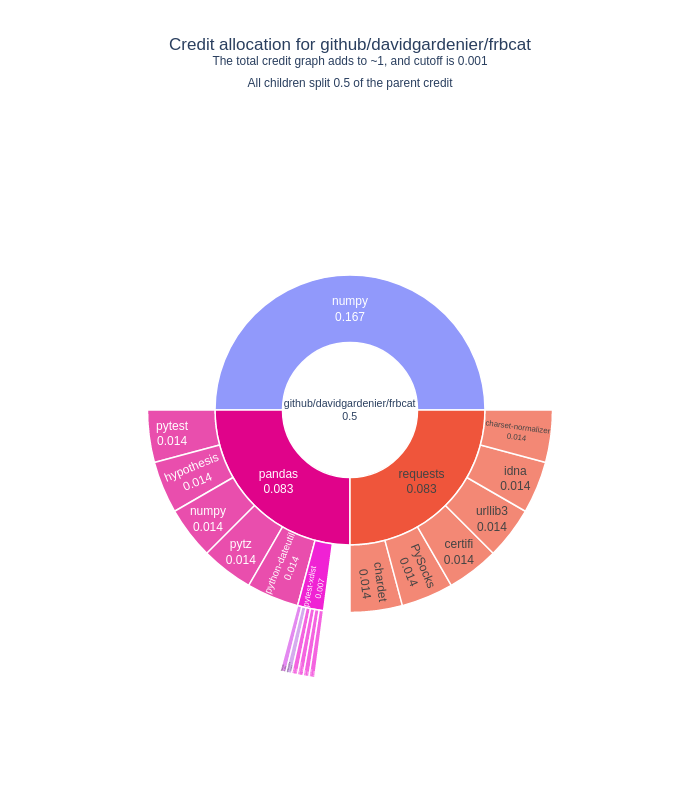 Credit allocation for github/davidgardenier/frbcat
The total credit graph adds to ~1, and cutoff is 0.001
All children split 0.5 of the parent credit
numpy
0.167
github/davidgardenier/frbcat
0.5
pandas
0.083
requests
0.083
pytest
0.014
hypothesis
0.014
numpy
0.014
pytz
0.014
python-dateutil
0.014
pytest-xdist
0.007
charset-normalizer
0.014
idna
0.014
urllib3
0.014
certifi
0.014
PySocks
0.014
chardet
0.014